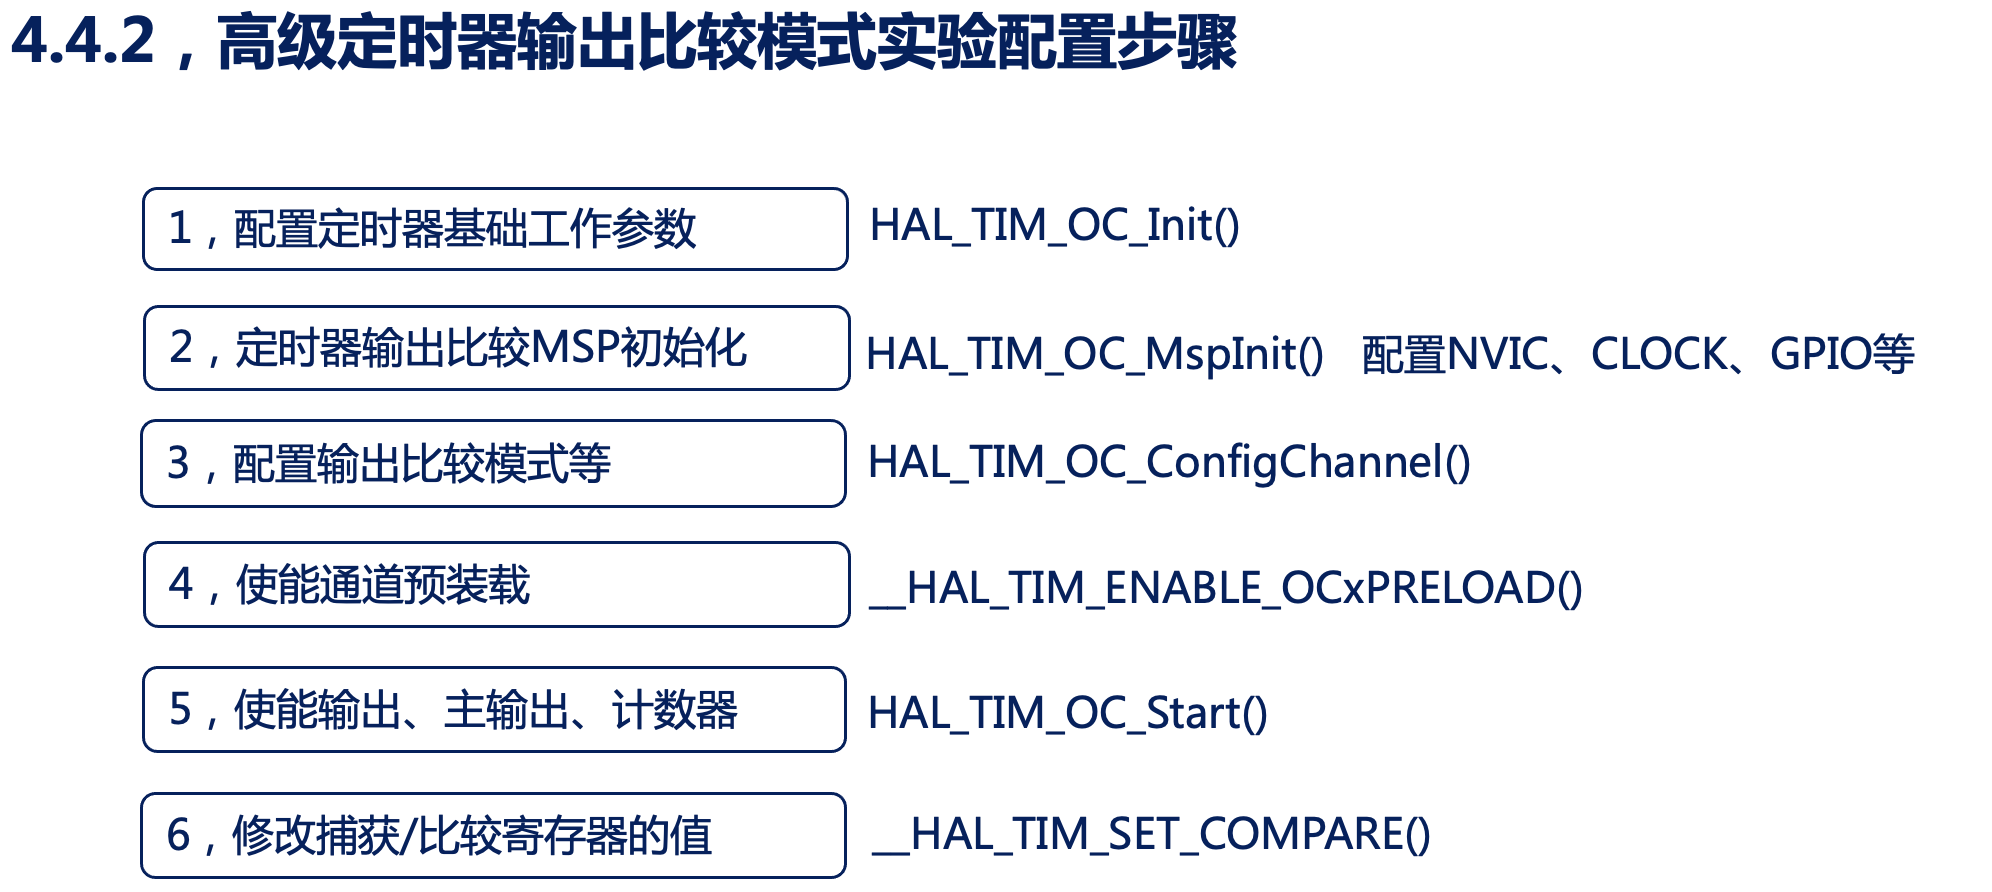 4.4.2，高级定时器输出比较模式实验配置步骤
1，配置定时器基础工作参数 HAL_TIM_OC_Init()
2，定时器输出比较MSP初始化 HAL_TIM_OC_MspInit() 配置NVIC、CLOCK、GPIO等
3，配置输出比较模式等 HAL_TIM_OC_ConfigChannel()
4，使能通道预装载 __HAL_TIM_ENABLE_OCxPRELOAD()
5，使能输出、主输出、计数器 HAL_TIM_OC_Start()
6，修改捕获/比较寄存器的值 __HAL_TIM_SET_COMPARE()